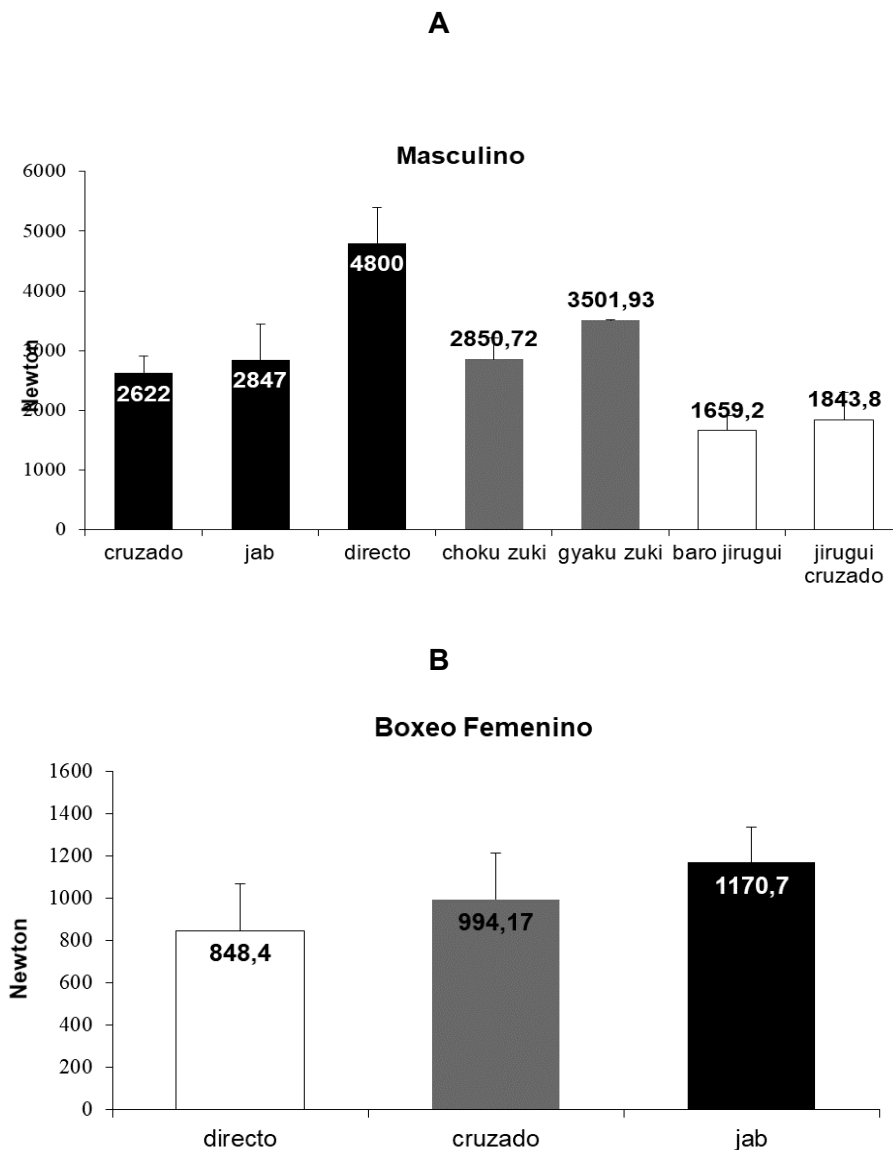 A
Masculino
Newton
6000
5000
4000
3000
2000
1000
0
2622
2847
4800
2850,72
3501,93
1659,2
1843,8
cruzado
jab
directo
choku zuki
gyaku zuki
baro jirugui
jirugui
cruzado
B
Boxeo Femenino
Newton
1600
1400
1200
1000
800
600
400
200
0
848,4
994,17
1170,7
directo
cruzado
jab